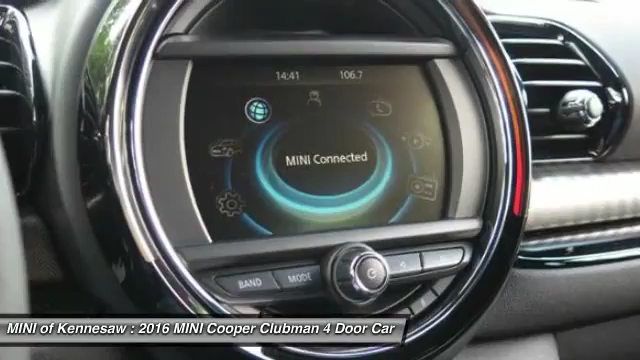 14:41 106.7
MINI Connected
BAND MODE
MINI of Kennesaw : 2016 MINI Cooper Clubman 4 Door Car